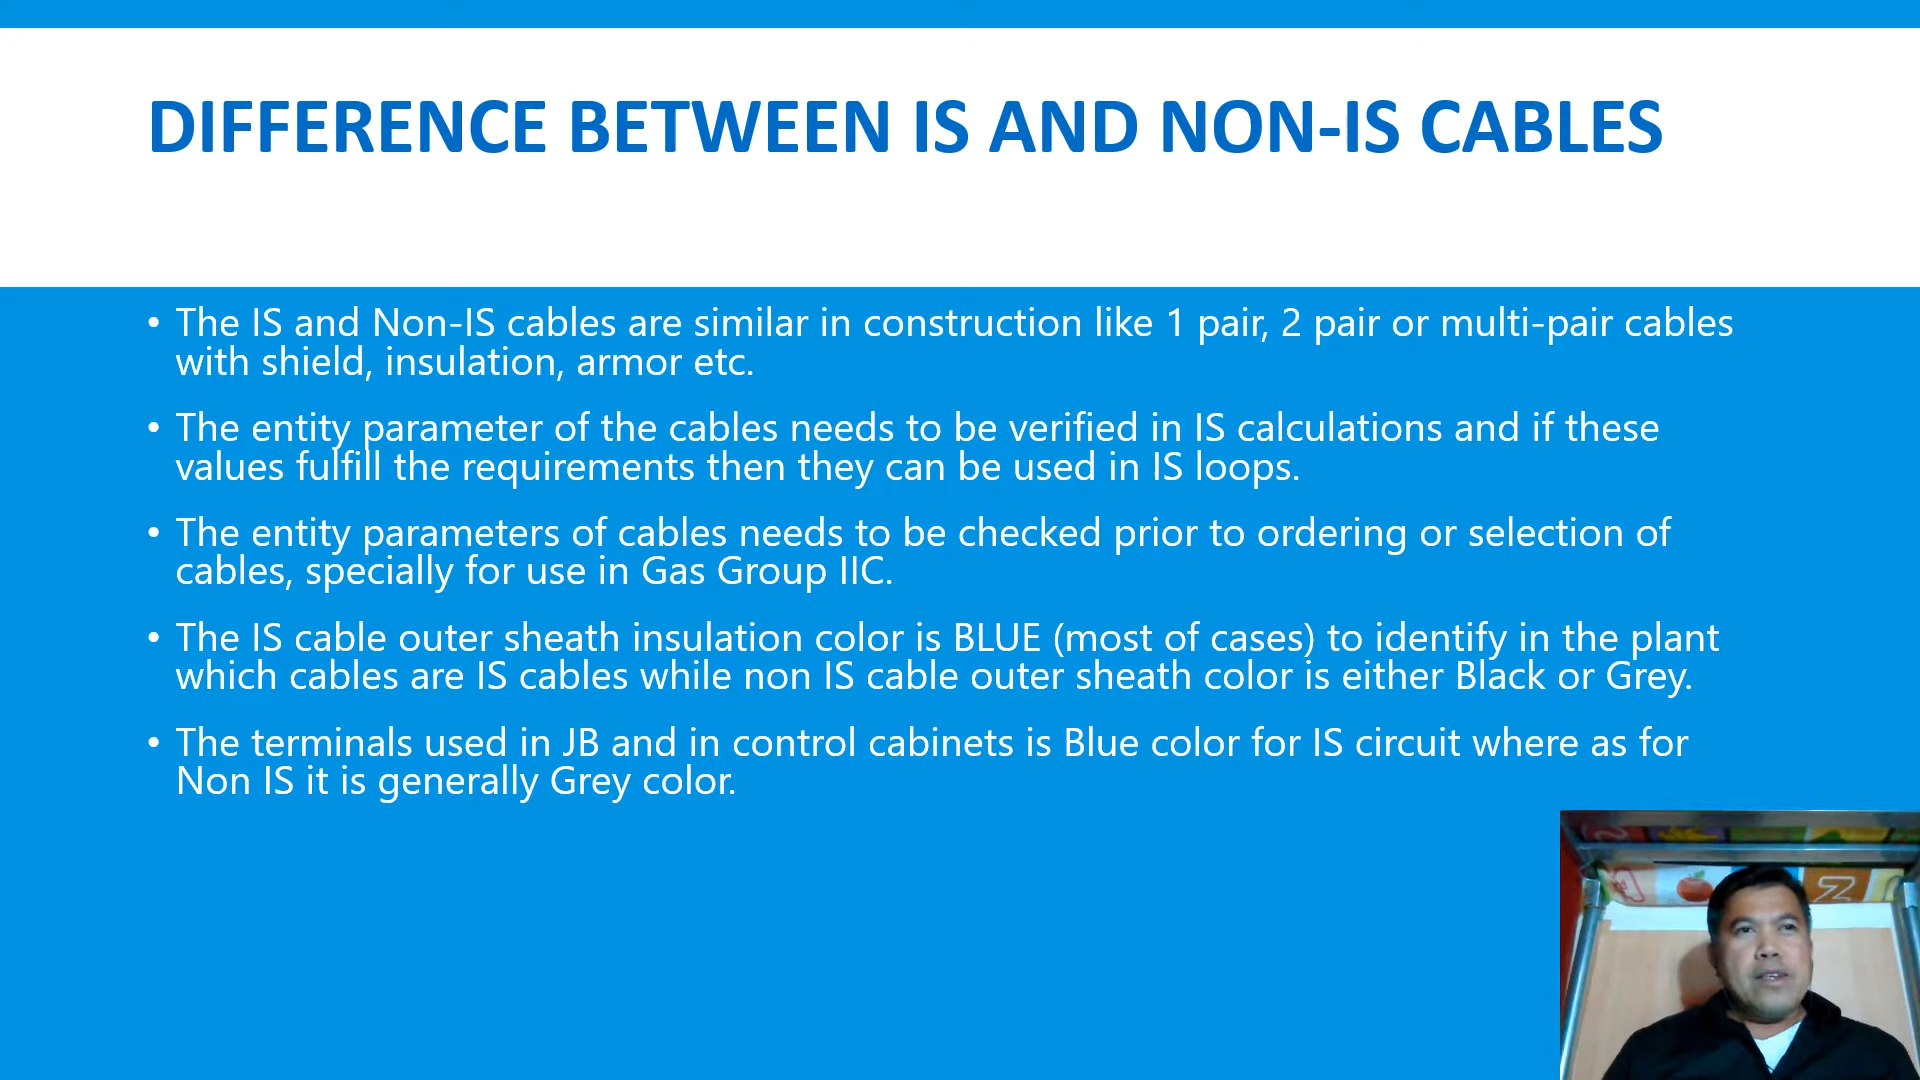 DIFFERENCE BETWEEN IS AND NON-IS CABLES
• The IS and Non-IS cables are similar in construction like 1 pair, 2 pair or multi-pair cables
with shield, insulation, armor etc.
• The entity parameter of the cables needs to be verified in IS calculations and if these
values fulfill the requirements then they can be used in IS loops.
• The entity parameters of cables needs to be checked prior to ordering or selection of
cables, specially for use in Gas Group IIC.
• The IS cable outer sheath insulation color is BLUE (most of cases) to identify in the plant
which cables are IS cables while non IS cable outer sheath color is either Black or Grey.
• The terminals used in JB and in control cabinets is Blue color for IS circuit where as for
Non IS it is generally Grey color.